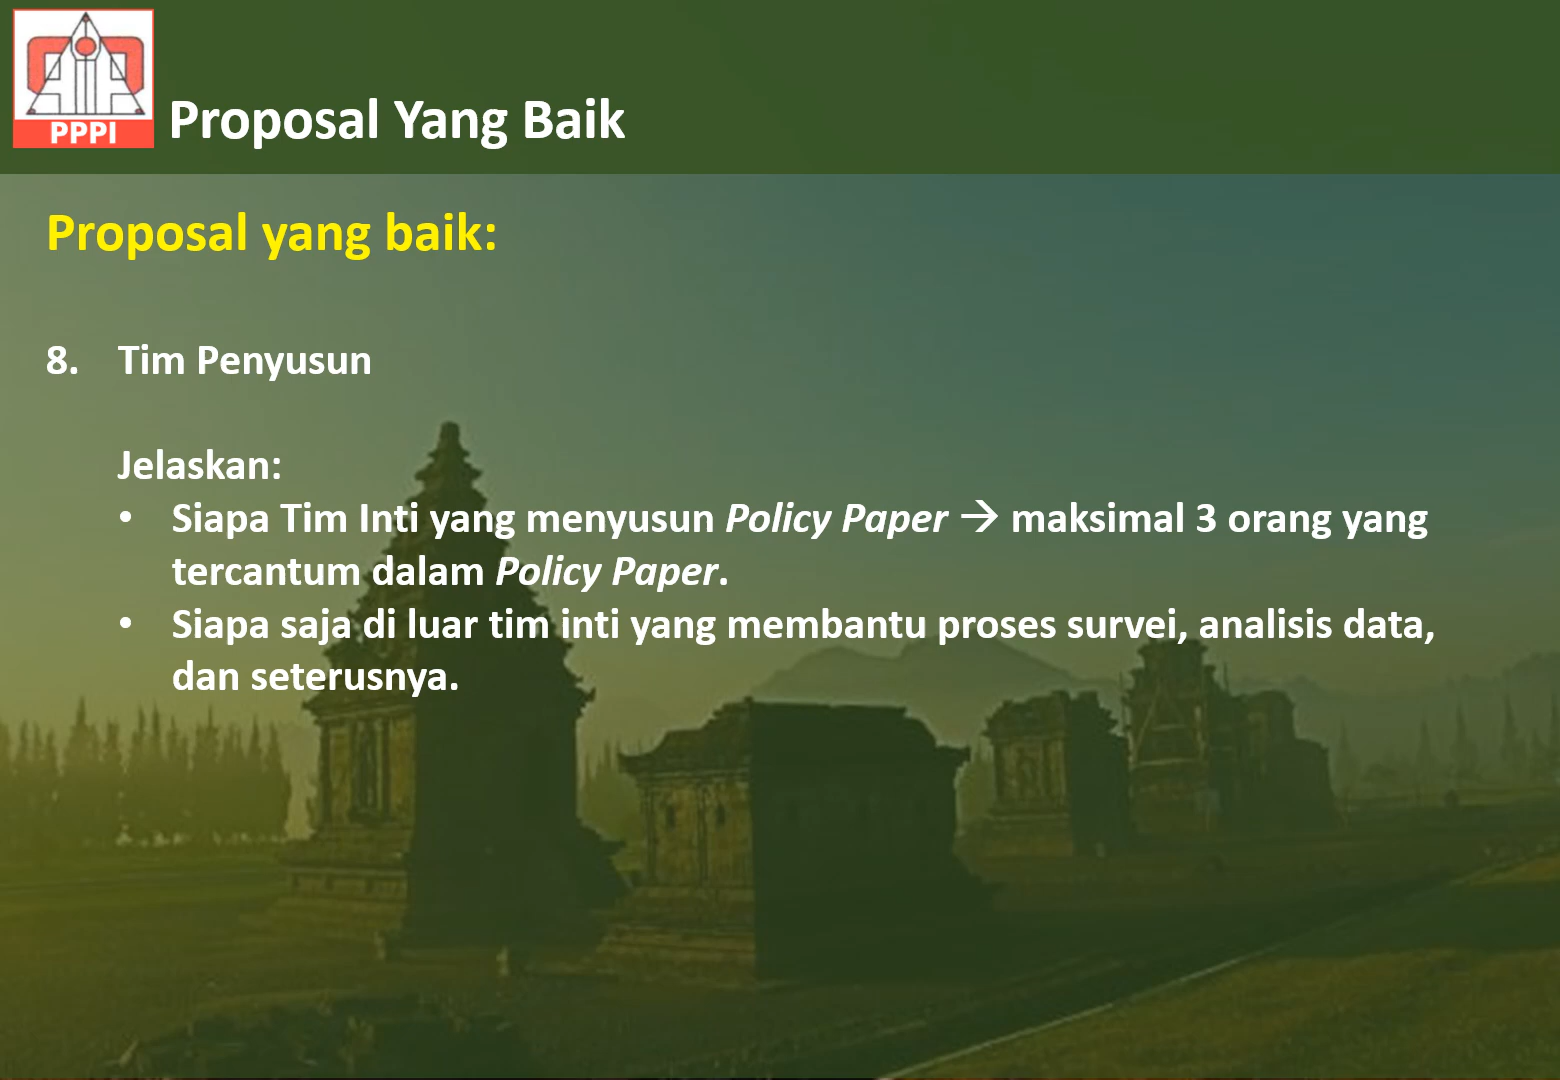 PPPI
Proposal Yang Baik
Proposal yang baik:
8. Tim Penyusun
Jelaskan:
• Siapa Tim Inti yang menyusun Policy Paper → maksimal 3 orang yang
tercantum dalam Policy Paper.
• Siapa saja di luar tim inti yang membantu proses survei, analisis data,
dan seterusnya.